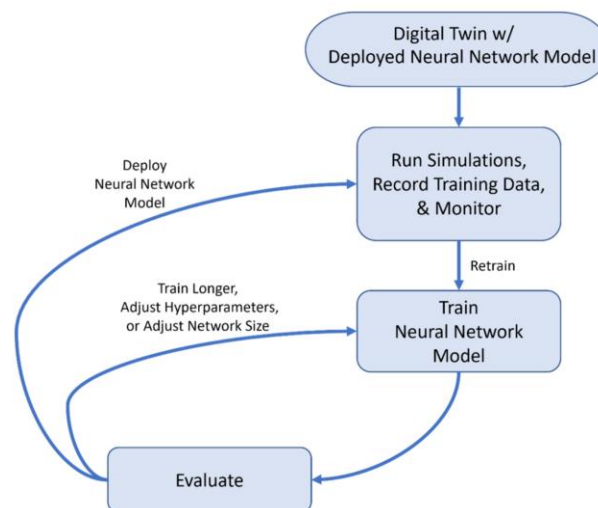 Digital Twin w/
Deployed Neural Network Model
Run Simulations,
Record Training Data,
& Monitor
Deploy
Neural Network
Model
Retrain
Train Longer,
Adjust Hyperparameters,
or Adjust Network Size
Train
Neural Network
Model
Evaluate